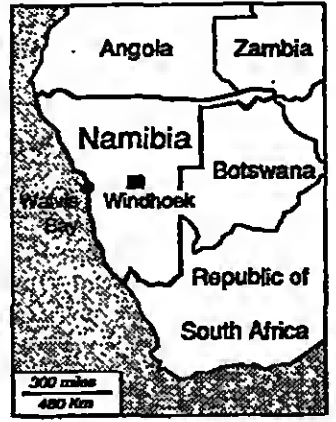 Angola
Zambia
Namibia
Botswana
Walvis
Bay
Windhoek
Republic of
South Africa
300 miles
480 Km